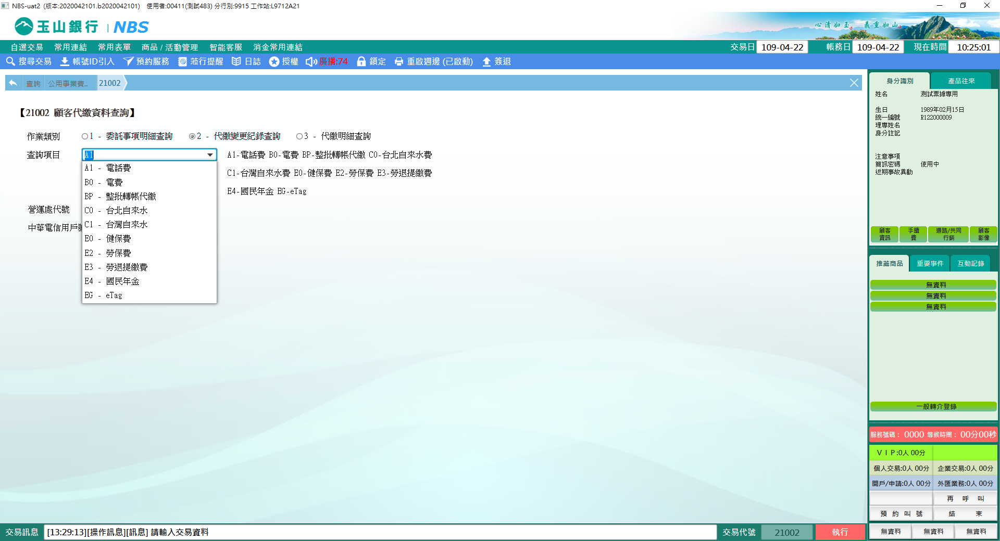 NBS-uat2 (版本:2020042101.b2020042101) 使用者:00411(測試483) 分行別:9915 工作站:L9712A21
玉山銀行 | NBS
心清如玉。義重如山。
自選交易 常用連結 常用表單 商品 / 活動管理 智能客服 消金常用連結 交易日 109-04-22 帳務日 109-04-22 現在時間 10:25:01
搜尋交易 帳號ID引入 預約服務 蒞行提醒 日誌 授權 廣播:74 鎖定 重啟週邊 (已啟動) 簽退
查詢 公用事業費.. 21002
【21002 顧客代繳資料查詢】
作業類別 1 - 委託事項明細查詢 2 - 代繳變更紀錄查詢 3 - 代繳明細查詢
查詢項目 A1 A1-電話費 B0-電費 BP-整批轉帳代繳 C0-台北自來水費
C1-台灣自來水費 E0-健保費 E2-勞保費 E3-勞退提繳費
E4-國民年金 EG-eTag
A1 - 電話費
B0 - 電費
BP - 整批轉帳代繳
C0 - 台北自來水
C1 - 台灣自來水
E0 - 健保費
E2 - 勞保費
E3 - 勞退提繳費
E4 - 國民年金
EG - eTag
營運處代號
中華電信用戶號
身分識別 產品往來
姓名 測試票據專用
生日 1989年02月15日
統一編號 R122000009
理專姓名
身分註記
注意事項
簡訊密碼 使用中
近期事故異動
顧客資訊 手續費 通路/共同行銷 顧客影像
推薦商品 重要事件 互動記錄
無資料
無資料
無資料
一般轉介登錄
服務號碼： 0000 等候時間： 00分00秒
ＶＩＰ:0人 00分
個人交易:0人 00分 企業交易:0人 00分
開戶/申請:0人 00分 外匯業務:0人 00分
再 呼 叫
預 約 叫 號 結 束
無資料 無資料 無資料
交易訊息 [13:29:13][操作訊息][訊息] 請輸入交易資料 交易代號 21002 執行